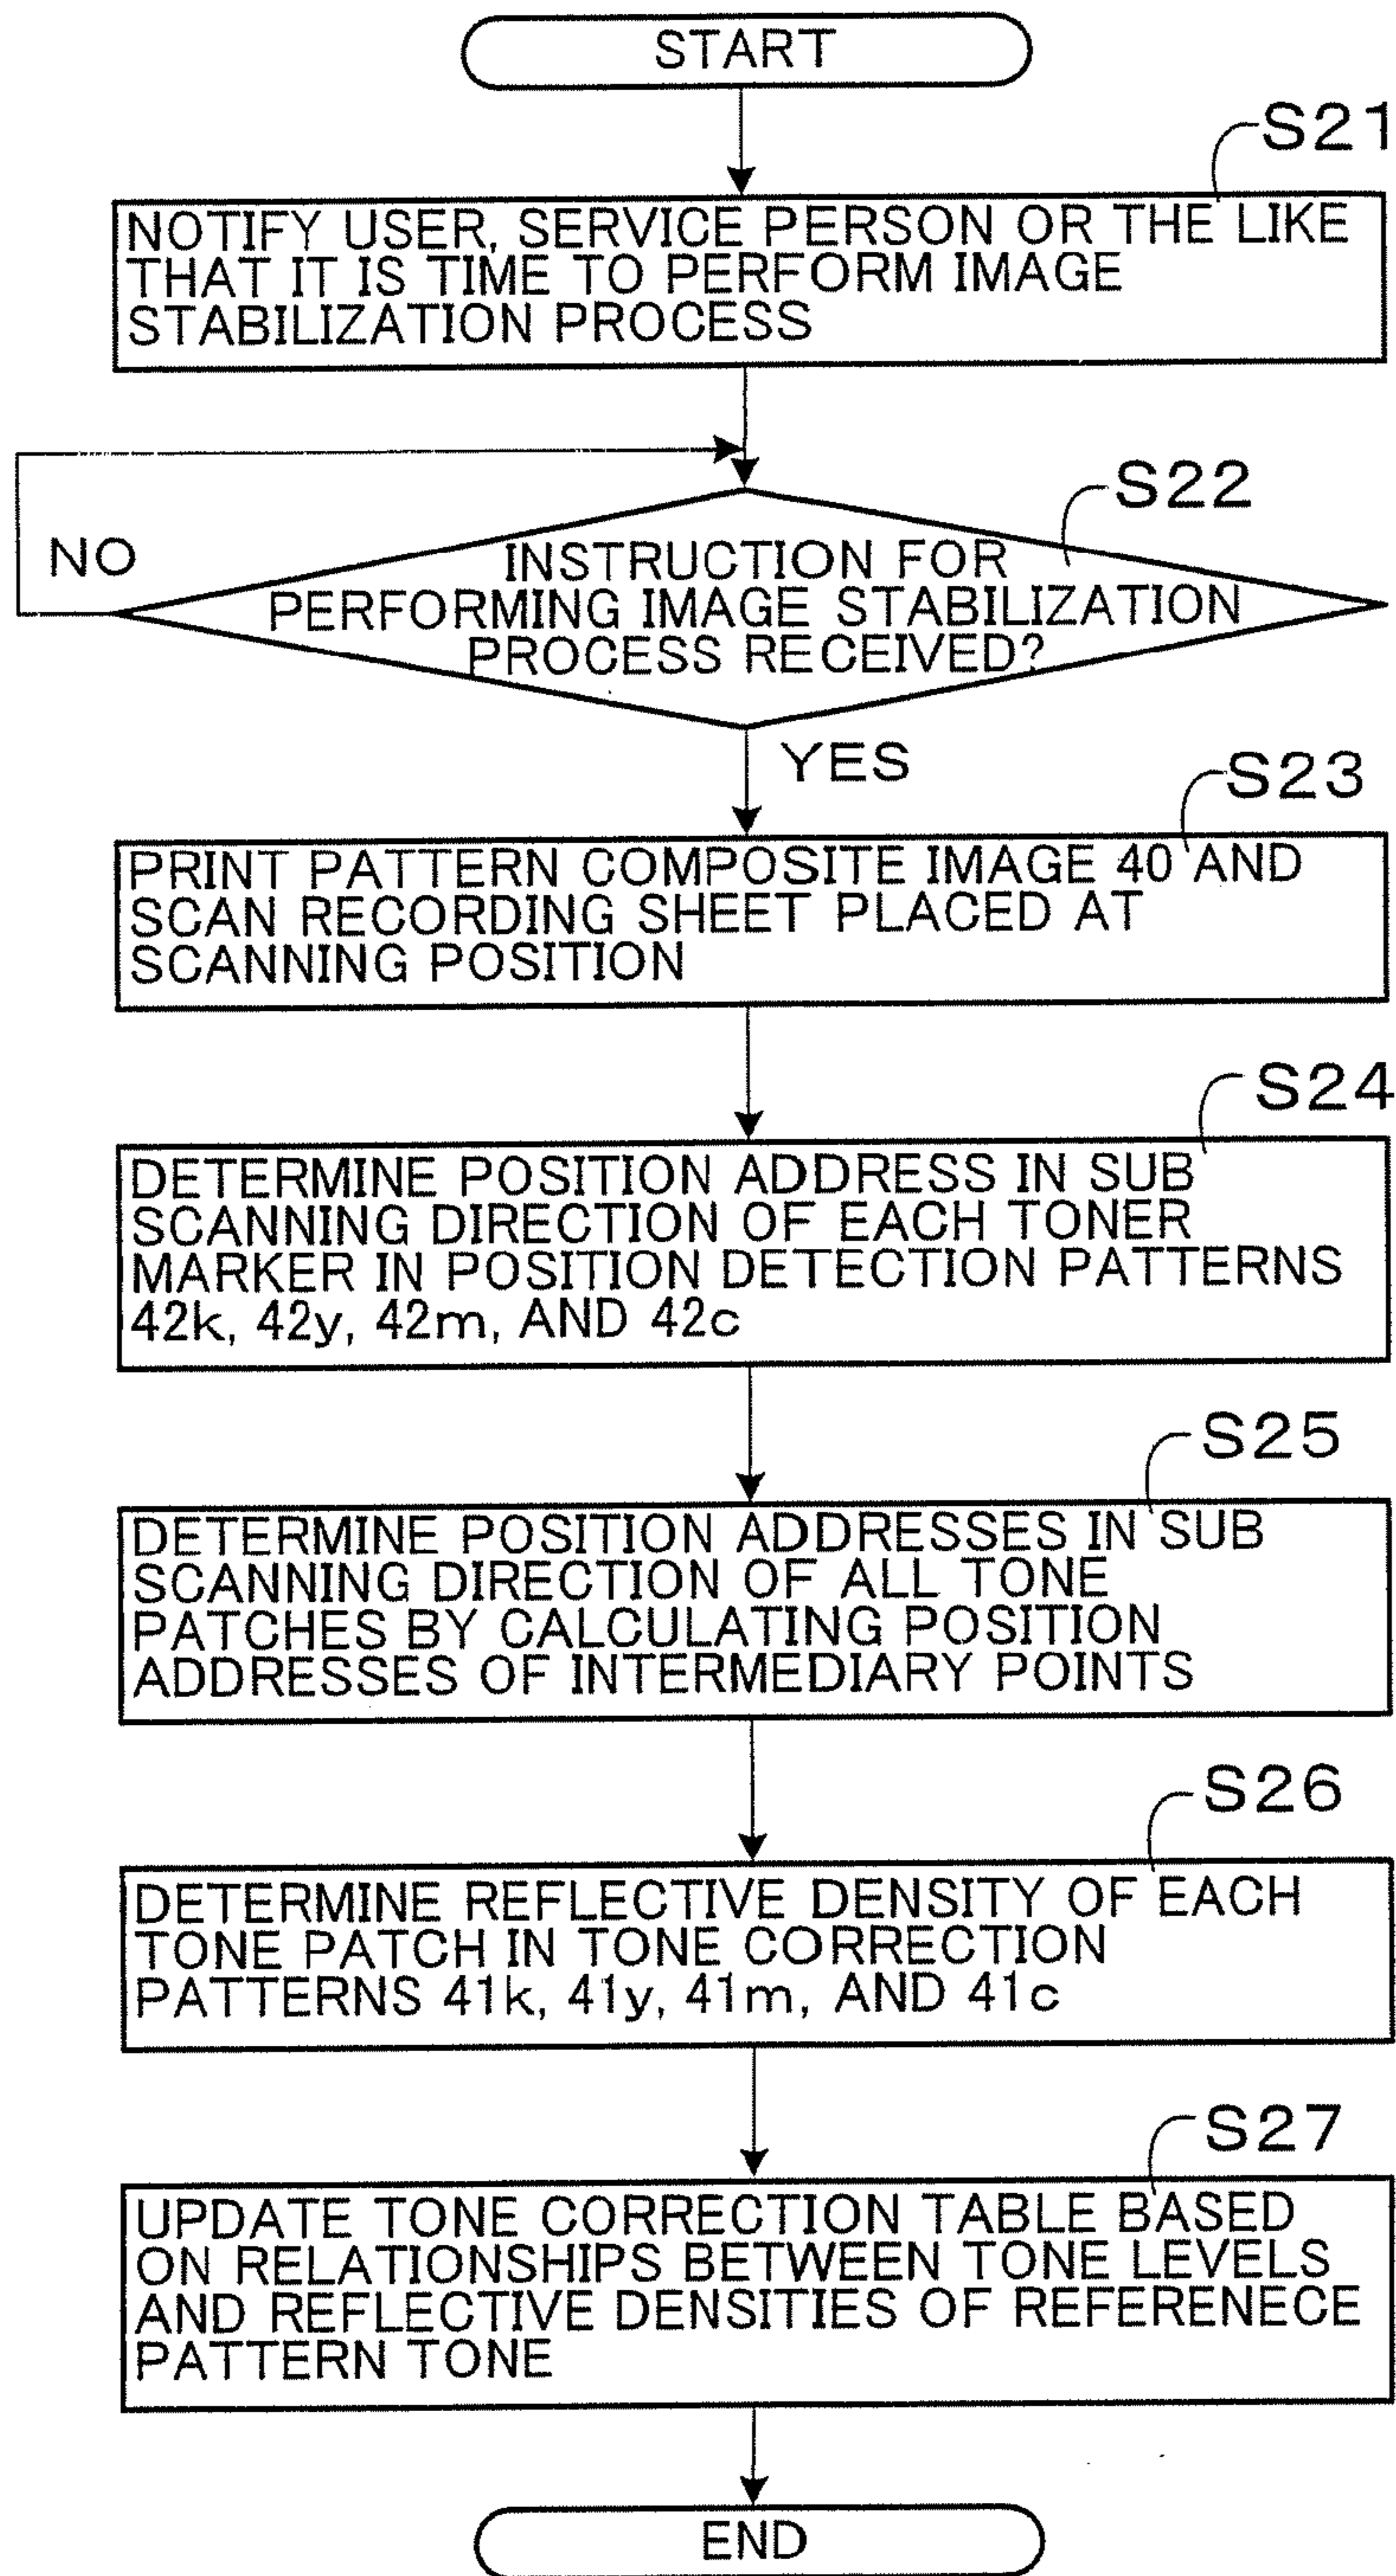 START
S21
NOTIFY USER, SERVICE PERSON OR THE LIKE
THAT IT IS TIME TO PERFORM IMAGE
STABILIZATION PROCESS
S22
NO
INSTRUCTION FOR
PERFORMING IMAGE STABILIZATION
PROCESS RECEIVED?
YES
S23
PRINT PATTERN COMPOSITE IMAGE 40 AND
SCAN RECORDING SHEET PLACED AT
SCANNING POSITION
S24
DETERMINE POSITION ADDRESS IN SUB
SCANNING DIRECTION OF EACH TONER
MARKER IN POSITION DETECTION PATTERNS
42k, 42y, 42m, AND 42c
S25
DETERMINE POSITION ADDRESSES IN SUB
SCANNING DIRECTION OF ALL TONE
PATCHES BY CALCULATING POSITION
ADDRESSES OF INTERMEDIARY POINTS
S26
DETERMINE REFLECTIVE DENSITY OF EACH
TONE PATCH IN TONE CORRECTION
PATTERNS 41k, 41y, 41m, AND 41c
S27
UPDATE TONE CORRECTION TABLE BASED
ON RELATIONSHIPS BETWEEN TONE LEVELS
AND REFLECTIVE DENSITIES OF REFERENECE
PATTERN TONE
END